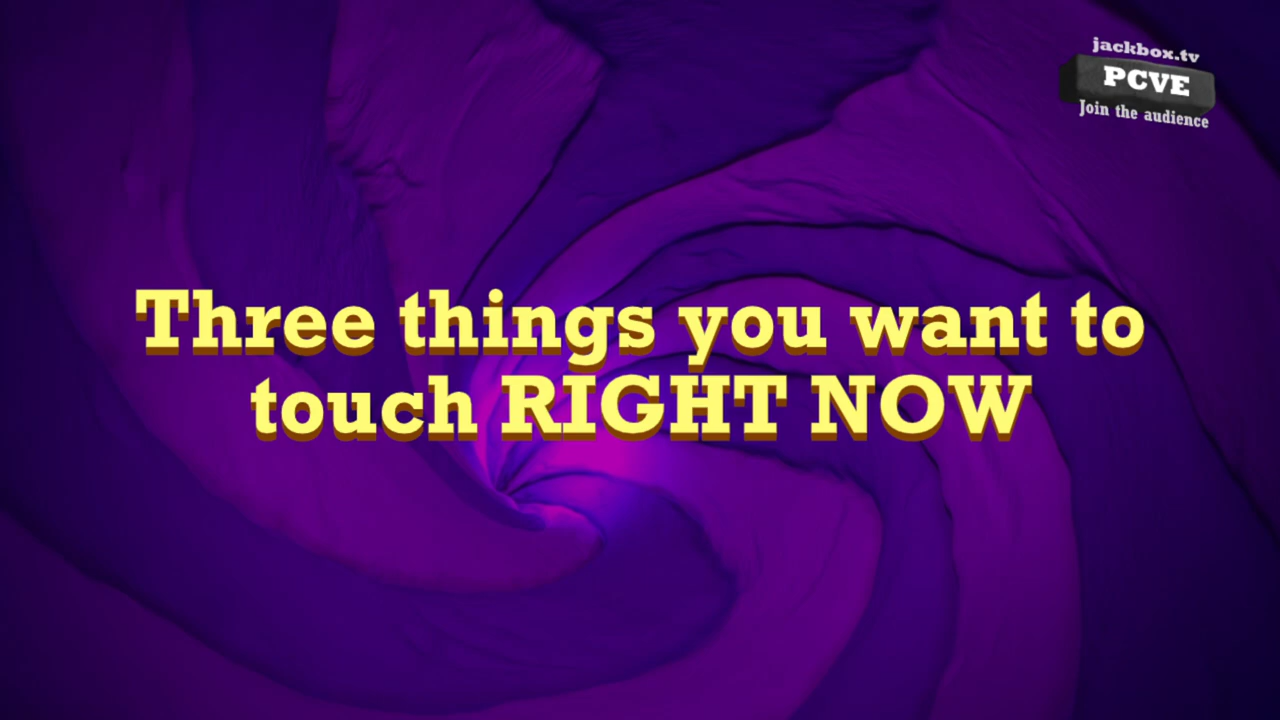 jackbox.tv
PCVE
Join the audience
Three things you want to
touch RIGHT NOW